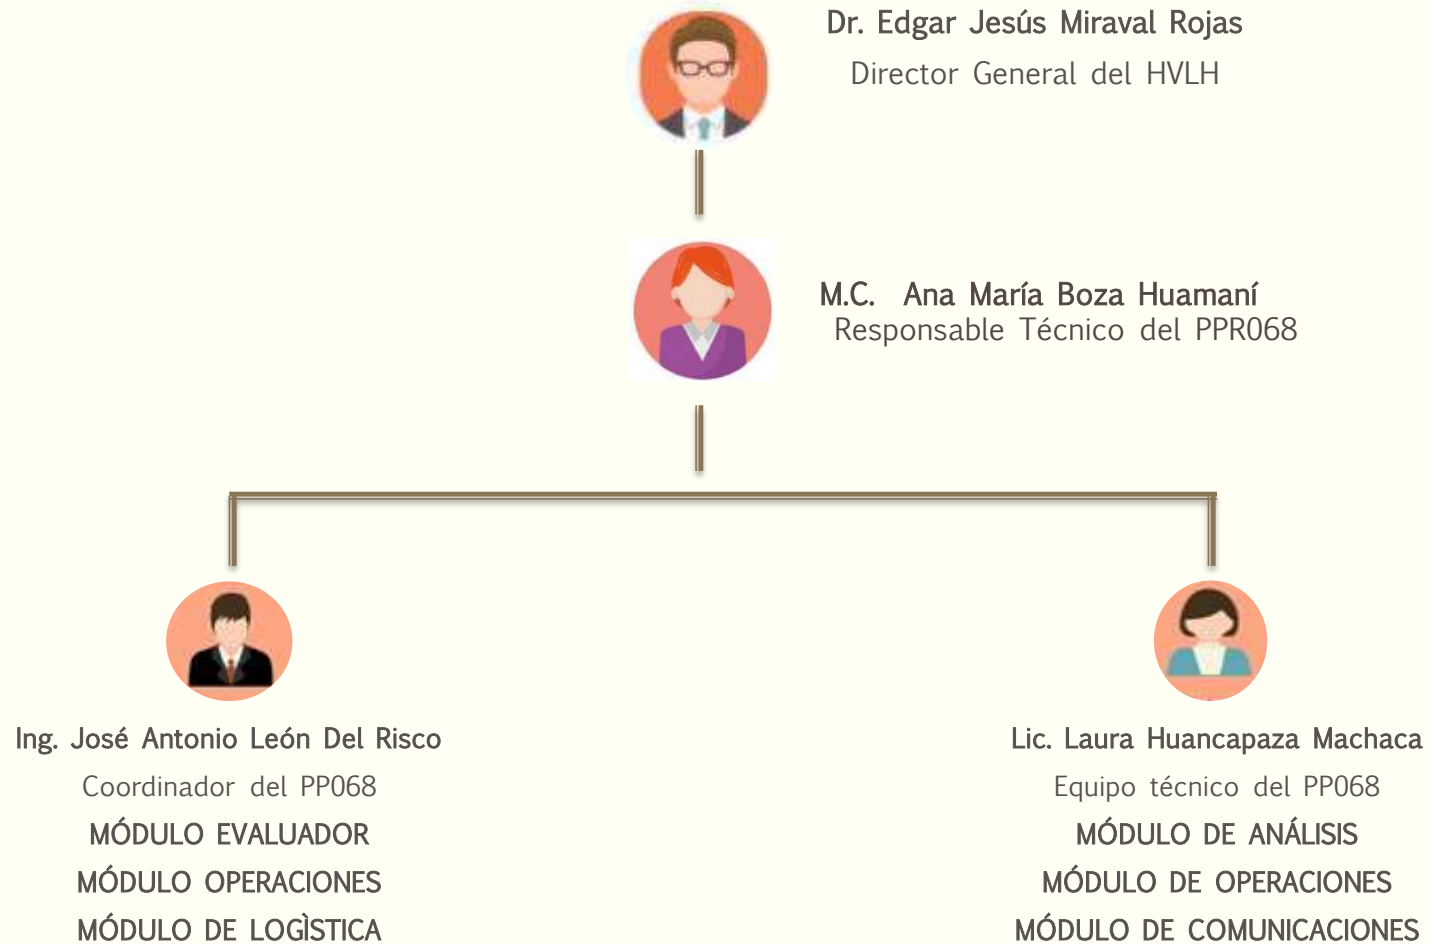 Dr. Edgar Jesús Miraval Rojas
Director General del HVLH
M.C. Ana María Boza Huamaní
Responsable Técnico del PPR068
Ing. José Antonio León Del Risco
Coordinador del PP068
MÓDULO EVALUADOR
MÓDULO OPERACIONES
MÓDULO DE LOGÌSTICA
Lic. Laura Huancapaza Machaca
Equipo técnico del PP068
MÓDULO DE ANÁLISIS
MÓDULO DE OPERACIONES
MÓDULO DE COMUNICACIONES